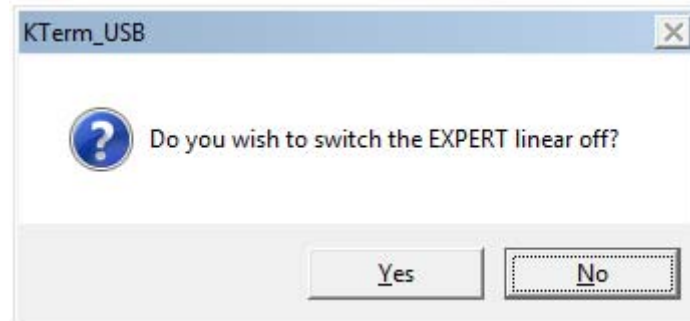 KTerm_USB
Do you wish to switch the EXPERT linear off?
Yes
No